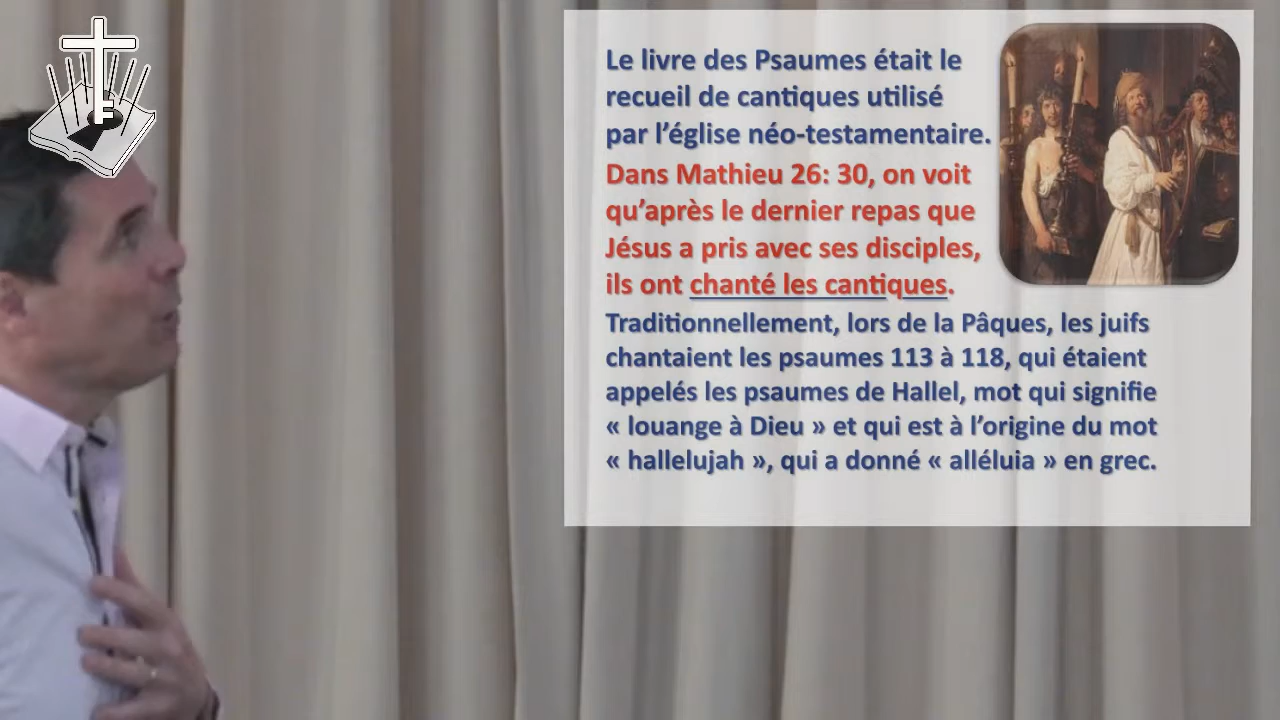 Le livre des Psaumes était le
recueil de cantiques utilisé
par l’église néo-testamentaire.
Dans Mathieu 26: 30, on voit
qu’après le dernier repas que
Jésus a pris avec ses disciples,
ils ont chanté les cantiques.
Traditionnellement, lors de la Pâques, les juifs
chantaient les psaumes 113 à 118, qui étaient
appelés les psaumes de Hallel, mot qui signifie
« louange à Dieu » et qui est à l’origine du mot
« hallelujah », qui a donné « alléluia » en grec.